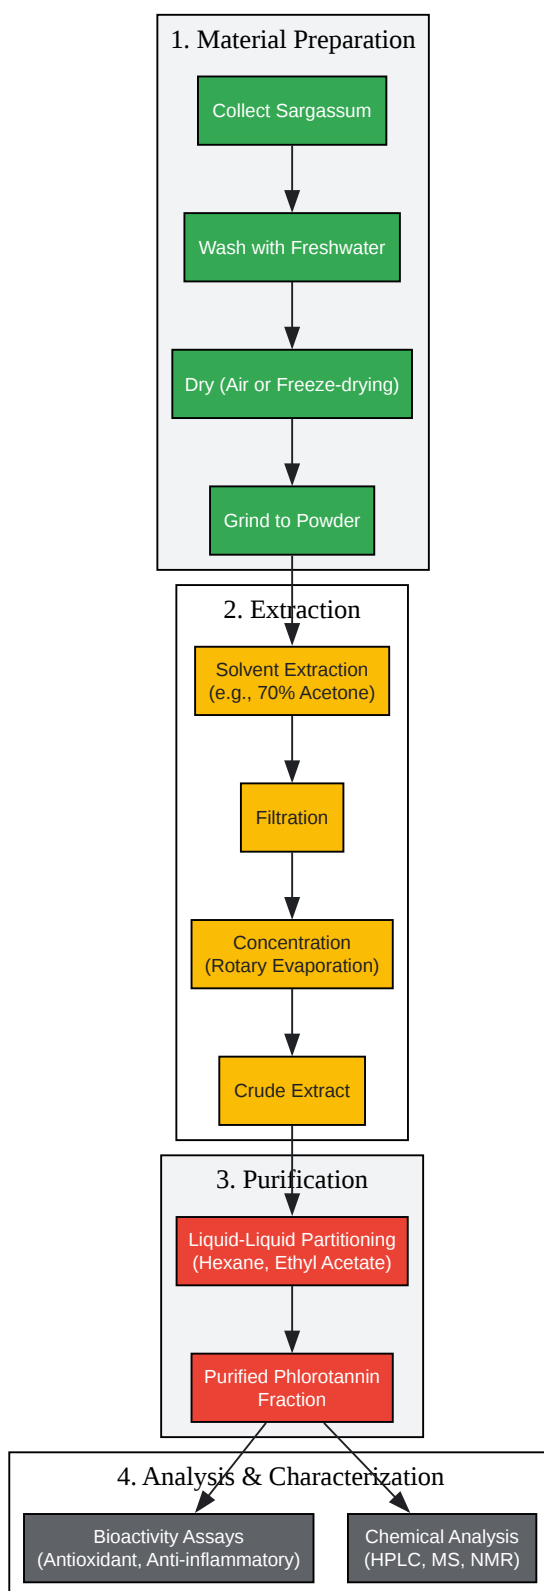 1. Material Preparation
Collect Sargassum
Wash with Freshwater
Dry (Air or Freeze-drying)
Grind to Powder
2. Extraction
Solvent Extraction
(e.g., 70% Acetone)
Filtration
Concentration
(Rotary Evaporation)
Crude Extract
3. Purification
Liquid-Liquid Partitioning
(Hexane, Ethyl Acetate)
Purified Phlorotannin
Fraction
4. Analysis & Characterization
Bioactivity Assays
(Antioxidant, Anti-inflammatory)
Chemical Analysis
(HPLC, MS, NMR)